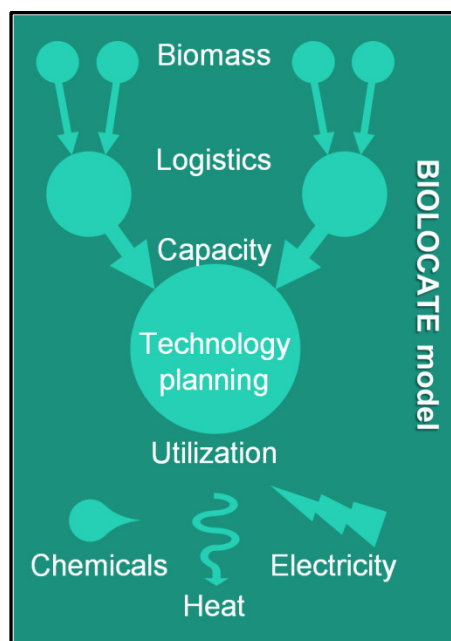 Biomass
Logistics
BIOLOCATE model
Capacity
Technology
planning
Utilization
Chemicals
Electricity
Heat